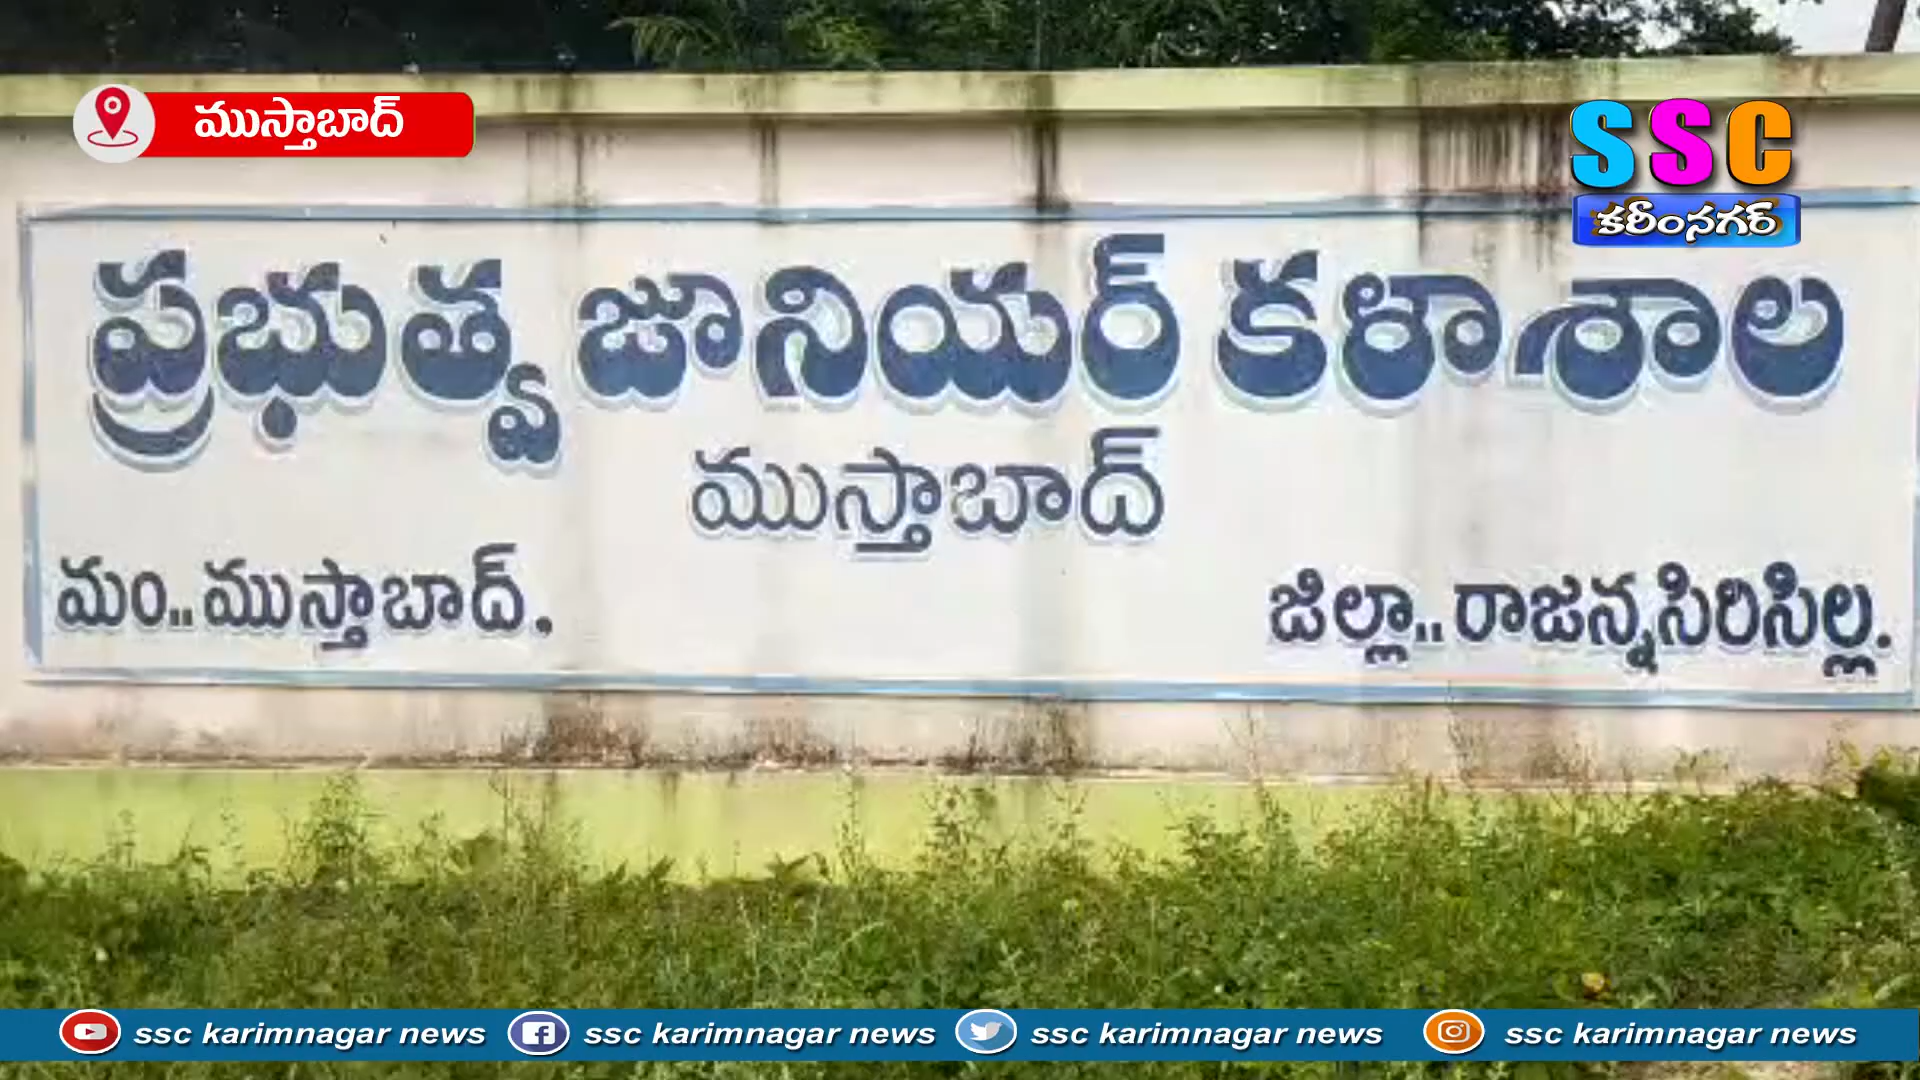 ముస్తాబాద్
SSC
కరీంనగర్
ప్రభుత్వ జూనియర్ కళాశాల
ముస్తాబాద్
మం.. ముస్తాబాద్.
జిల్లా.. రాజన్నసిరిసిల్ల.
ssc karimnagar news ssc karimnagar news ssc karimnagar news ssc karimnagar news